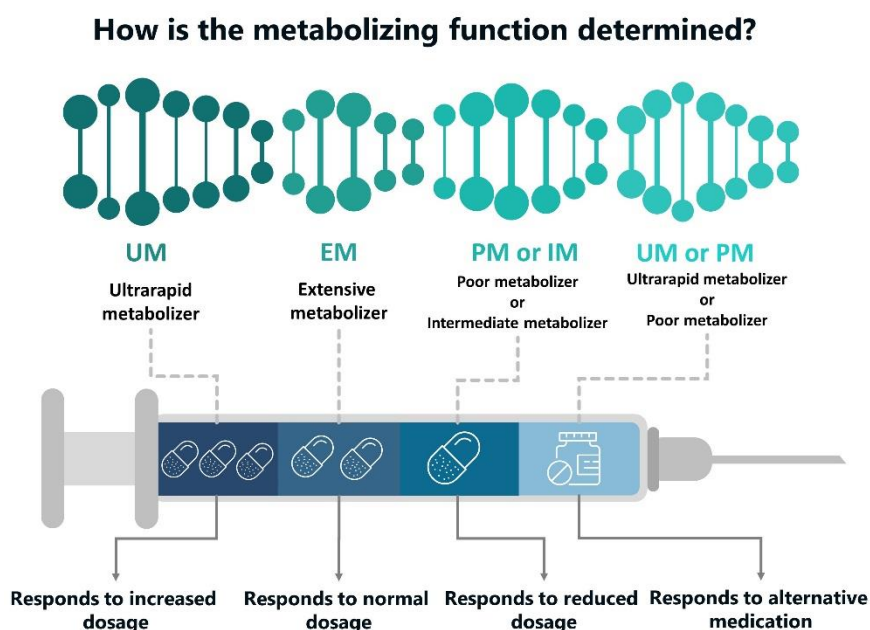 How is the metabolizing function determined?
UM
Ultrarapid
metabolizer
EM
Extensive
metabolizer
PM or IM
Poor metabolizer
or
Intermediate metabolizer
UM or PM
Ultrarapid metabolizer
or
Poor metabolizer
Responds to increased
dosage
Responds to normal
dosage
Responds to reduced
dosage
Responds to alternative
medication